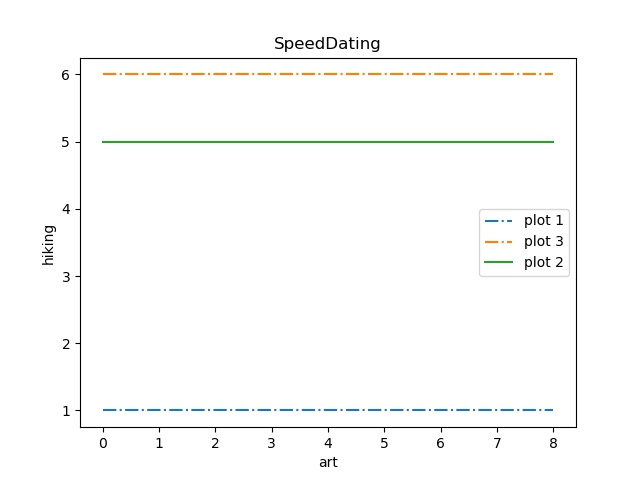 SpeedDating
6
5
4
3
2
1
hiking
plot 1
plot 3
plot 2
0 1 2 3 4 5 6 7 8
art